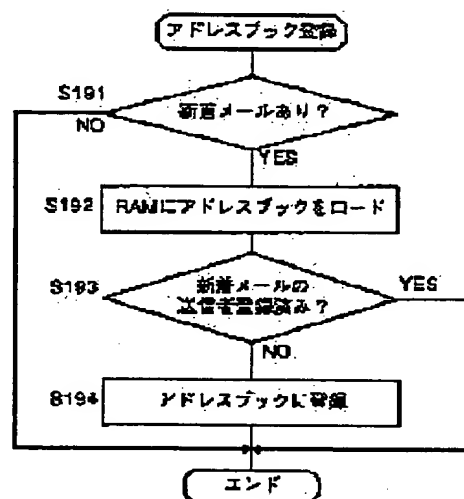 アドレスブック登録
S191
新着メールあり?
NO
YES
S192
RAMにアドレスブックをロード
S193
新着メールの
送信者登録済み?
YES
NO
S194
アドレスブックに登録
エンド